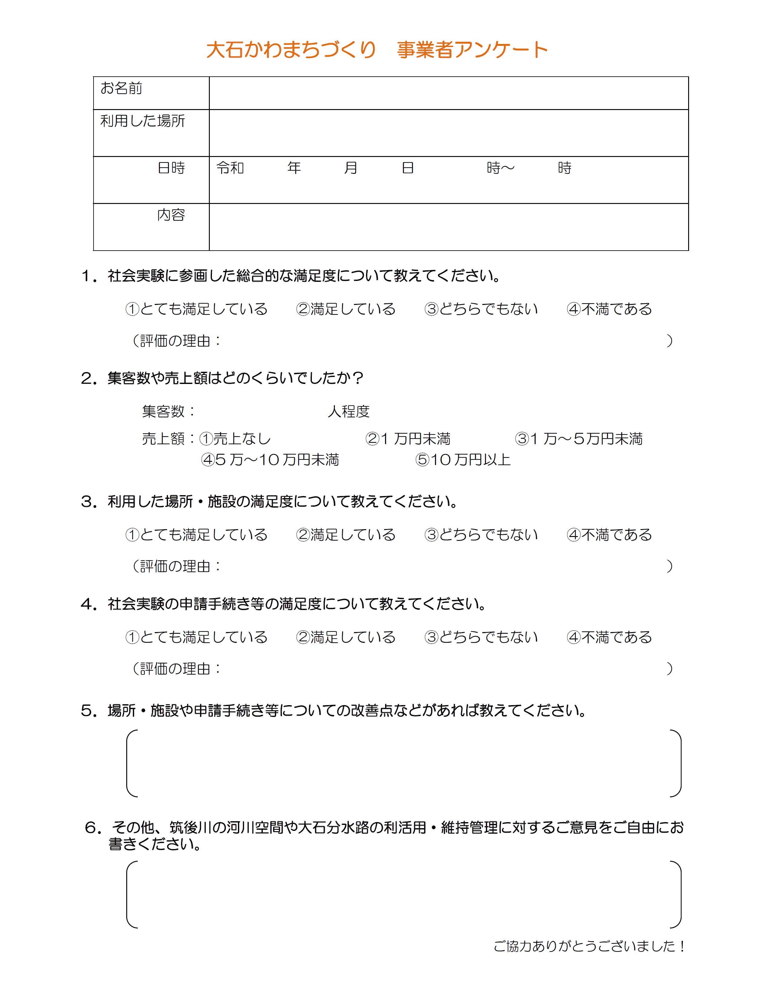 大石かわまちづくり　事業者アンケート
お名前
利用した場所
日時　令和　　　年　　　月　　　日　　　　　時～　　　時
内容
１．社会実験に参画した総合的な満足度について教えてください。
①とても満足している　　②満足している　　③どちらでもない　　④不満である
（評価の理由：　　　　　　　　　　　　　　　　　　　　　　　　　　　　　　　）
２．集客数や売上額はどのくらいでしたか？
集客数：　　　　　　　　　人程度
売上額：①売上なし　　　　　　　②1 万円未満　　　　　③1 万～５万円未満
④5 万～10 万円未満　　　　　　⑤10 万円以上
３．利用した場所・施設の満足度について教えてください。
①とても満足している　　②満足している　　③どちらでもない　　④不満である
（評価の理由：　　　　　　　　　　　　　　　　　　　　　　　　　　　　　　　）
４．社会実験の申請手続き等の満足度について教えてください。
①とても満足している　　②満足している　　③どちらでもない　　④不満である
（評価の理由：　　　　　　　　　　　　　　　　　　　　　　　　　　　　　　　）
５．場所・施設や申請手続き等についての改善点などがあれば教えてください。
６．その他、筑後川の河川空間や大石分水路の利活用・維持管理に対するご意見をご自由にお
書きください。
ご協力ありがとうございました！